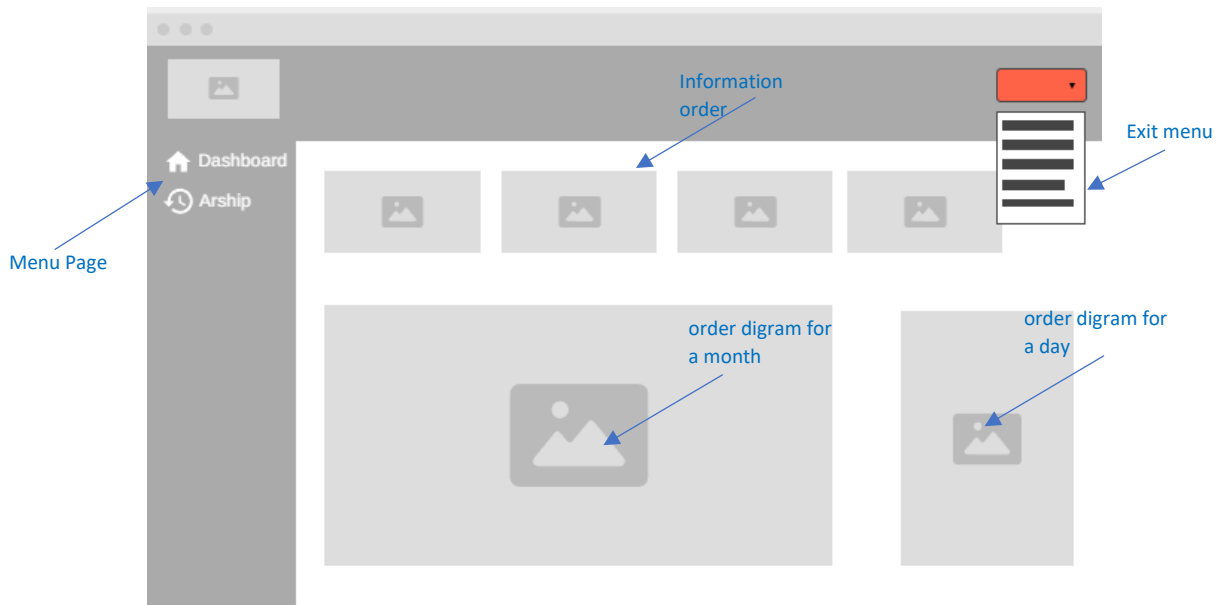 Information
order
Exit menu
Dashboard
Arship
Menu Page
order digram for
a month
order digram for
a day